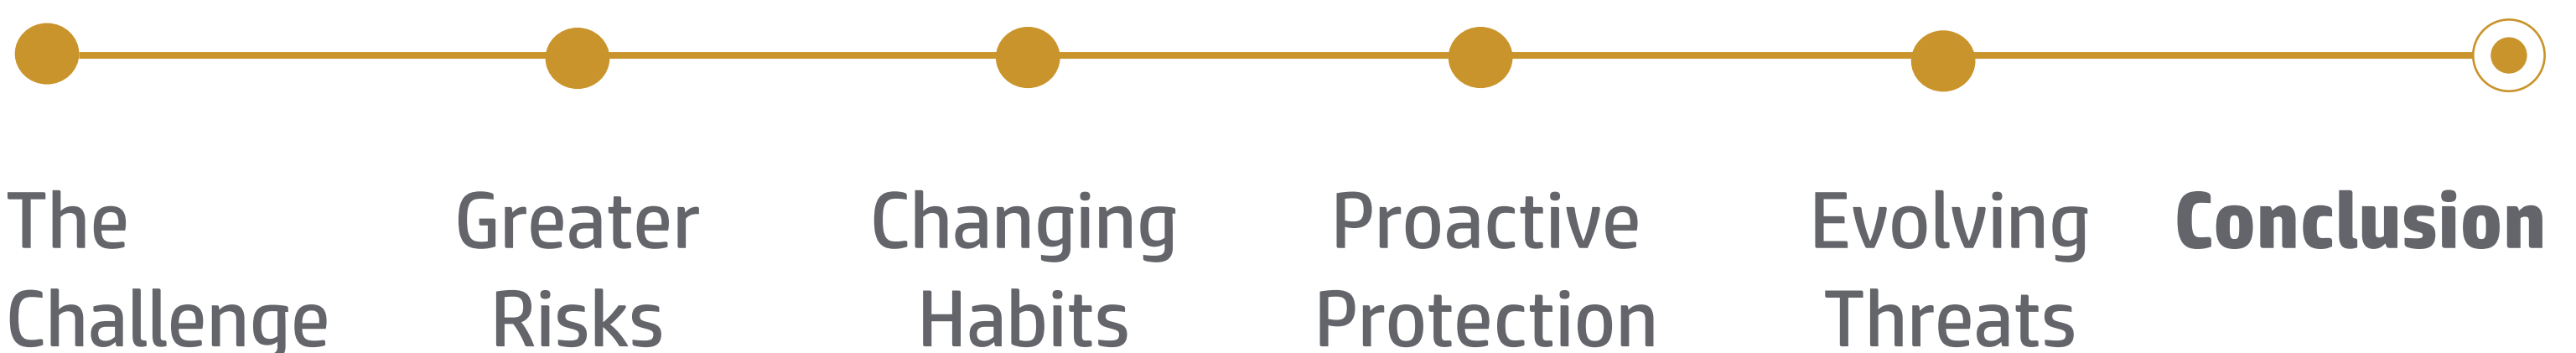 The
Challenge
Greater
Risks
Changing
Habits
Proactive
Protection
Evolving
Threats
Conclusion